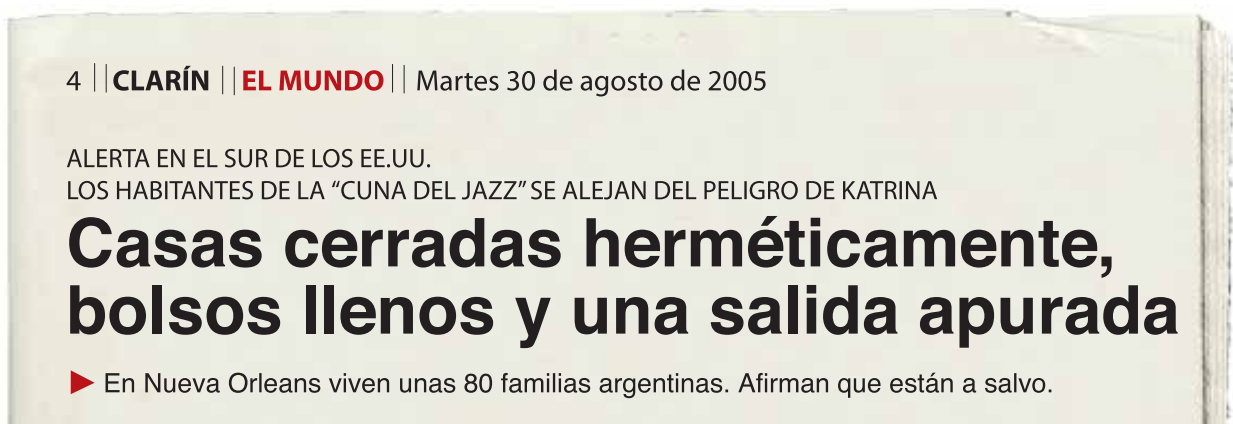 4 || CLARÍN || EL MUNDO || Martes 30 de agosto de 2005
ALERTA EN EL SUR DE LOS EE.UU.
LOS HABITANTES DE LA “CUNA DEL JAZZ” SE ALEJAN DEL PELIGRO DE KATRINA
Casas cerradas herméticamente,
bolsos llenos y una salida apurada
▶ En Nueva Orleans viven unas 80 familias argentinas. Afirman que están a salvo.